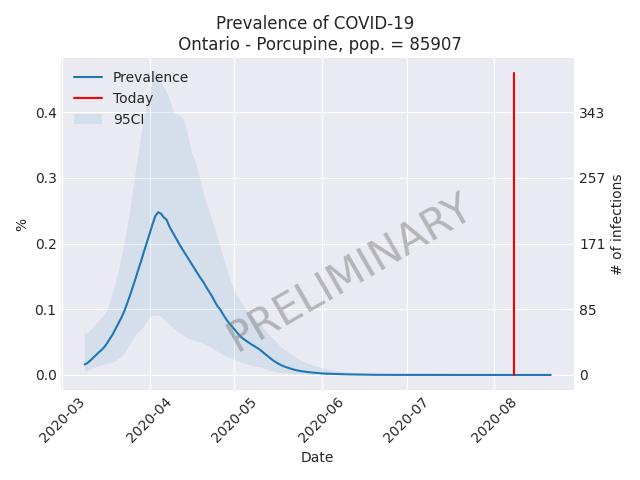 Prevalence of COVID-19
Ontario - Porcupine, pop. = 85907
Prevalence
Today
95CI
0.4
0.3
0.2
0.1
0.0
%
343
257
171
85
0
# of infections
PRELIMINARY
2020-03
2020-04
2020-05
2020-06
2020-07
2020-08
Date